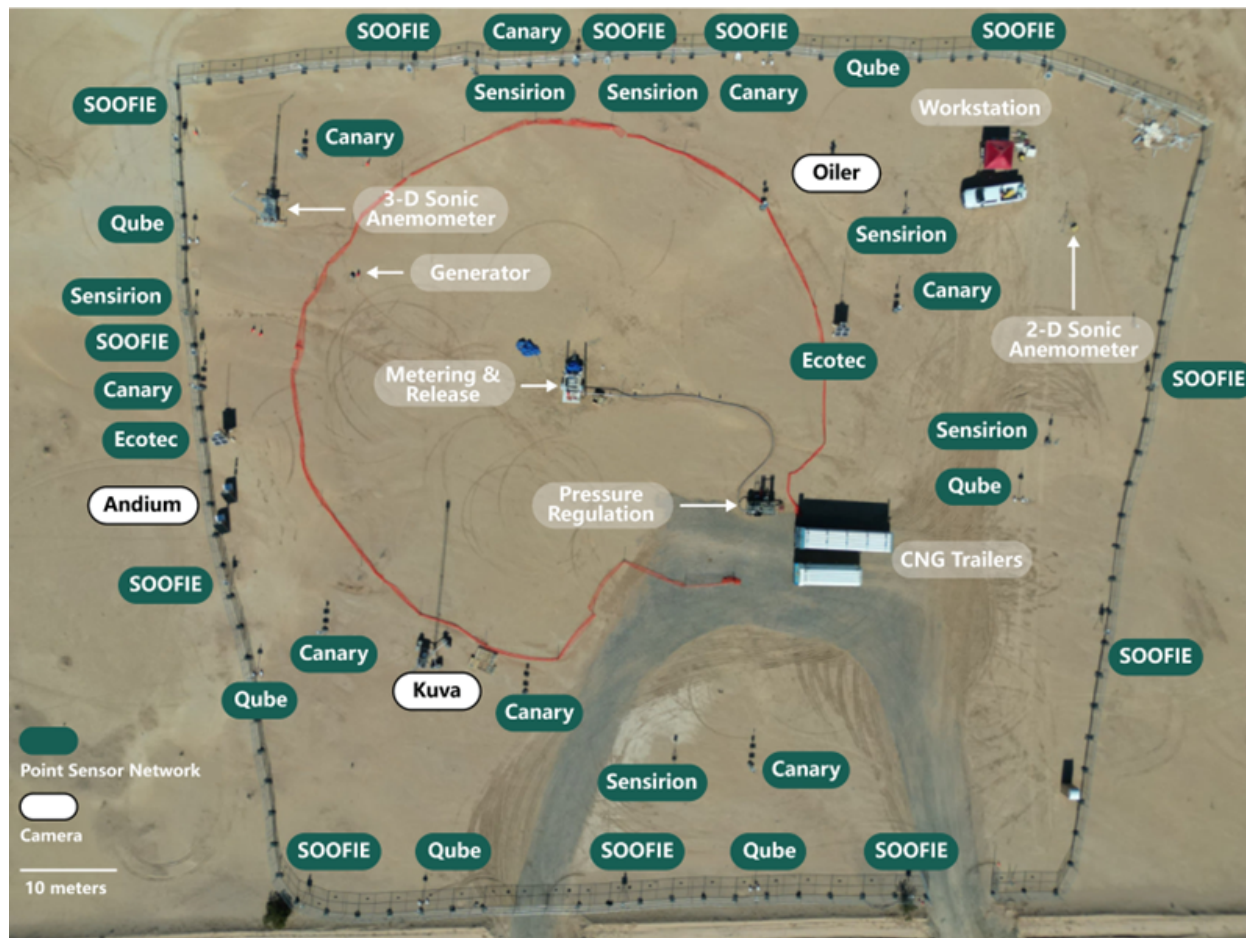 SOOFIE
Canary
SOOFIE
SOOFIE
SOOFIE
Qube
Sensirion
Sensirion
Canary
SOOFIE
Workstation
Canary
Oiler
3-D Sonic
Anemometer
Qube
Sensirion
Generator
Sensirion
Canary
SOOFIE
2-D Sonic
Anemometer
Ecotec
Metering &
Release
SOOFIE
Canary
Ecotec
Sensirion
Andium
Pressure
Regulation
Qube
CNG Trailers
SOOFIE
Canary
SOOFIE
Qube
Kuva
Canary
Point Sensor Network
Sensirion
Canary
Camera
SOOFIE
Qube
SOOFIE
Qube
SOOFIE
10 meters